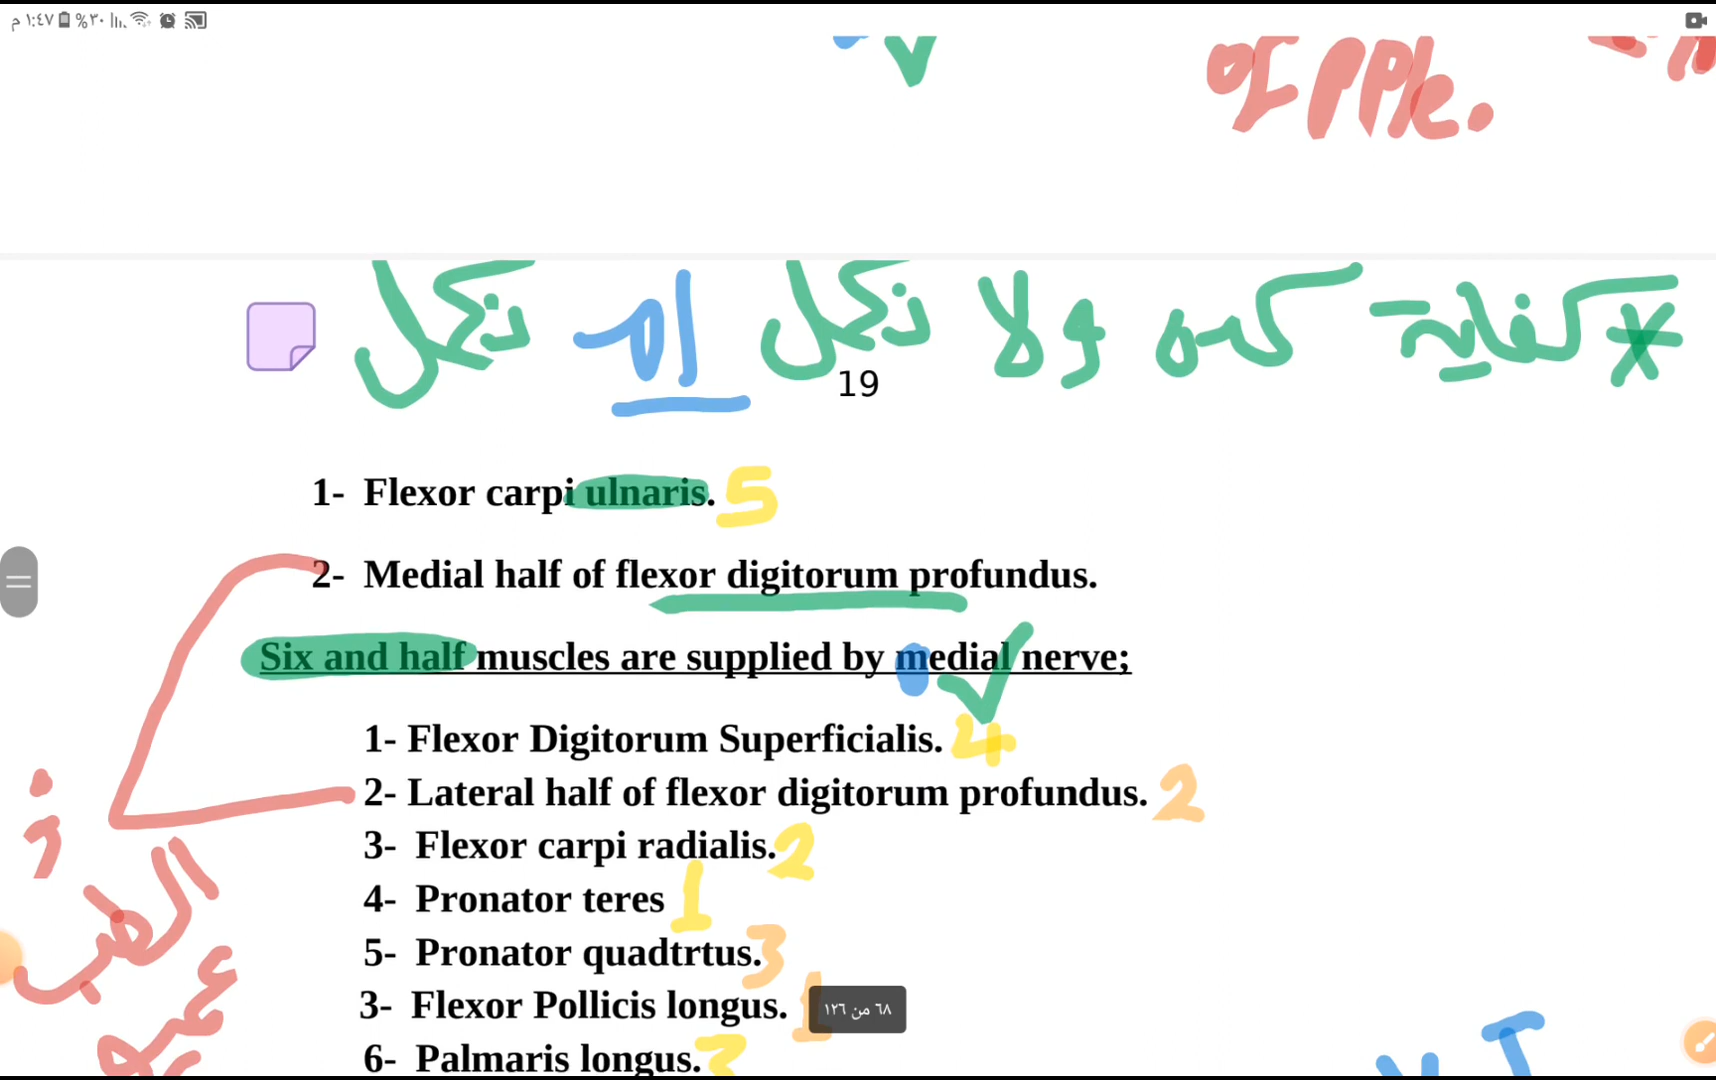 ١:٤٧ م %٣٠
of pple.
* كفاية كده ولا نكمل اه نكمل
19
1- Flexor carpi ulnaris. 5
2- Medial half of flexor digitorum profundus.
Six and half muscles are supplied by medial nerve;
1- Flexor Digitorum Superficialis. 4
2- Lateral half of flexor digitorum profundus. 2
3- Flexor carpi radialis. 2
4- Pronator teres 1
5- Pronator quadtrtus. 3
3- Flexor Pollicis longus. 1
٦٨ من ١٢٦
6- Palmaris longus. 3